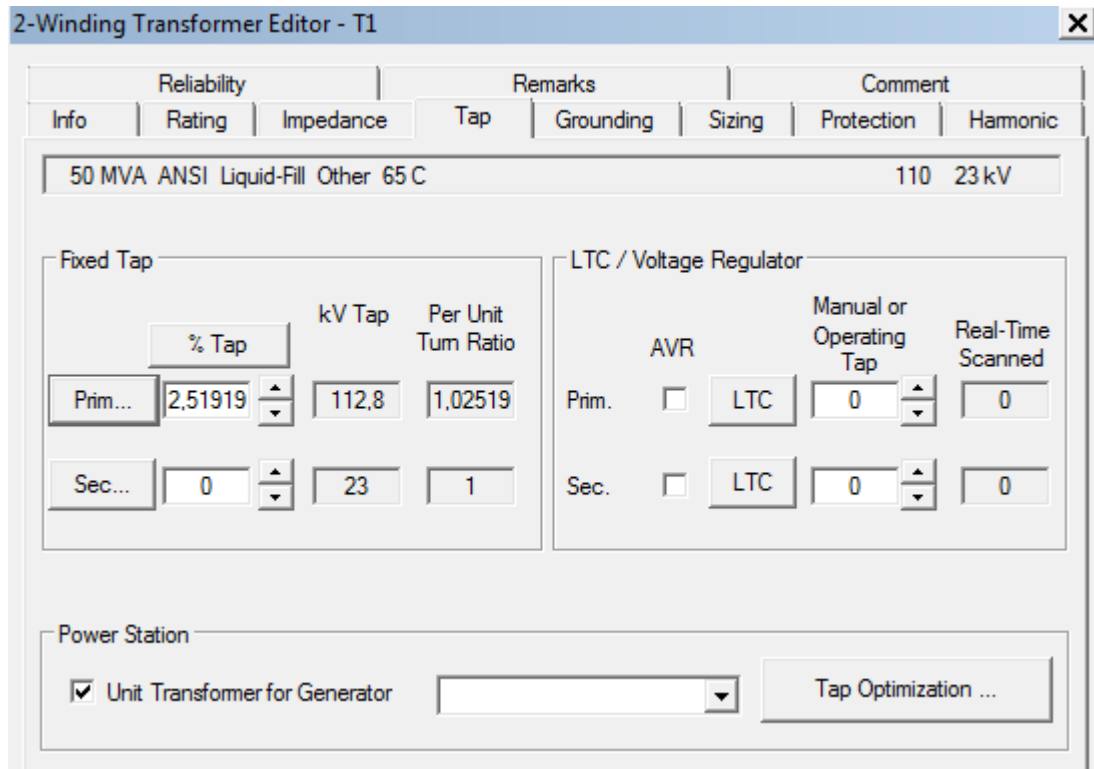 2-Winding Transformer Editor - T1
Reliability Remarks Comment
Info Rating Impedance Tap Grounding Sizing Protection Harmonic
50 MVA ANSI Liquid-Fill Other 65 C 110 23 kV
Fixed Tap
% Tap
kV Tap
Per Unit
Turn Ratio
Prim... 2,51919 112,8 1,02519
Sec... 0 23 1
LTC / Voltage Regulator
AVR
Manual or
Operating
Tap
Real-Time
Scanned
Prim. LTC 0 0
Sec. LTC 0 0
Power Station
Unit Transformer for Generator
Tap Optimization ...